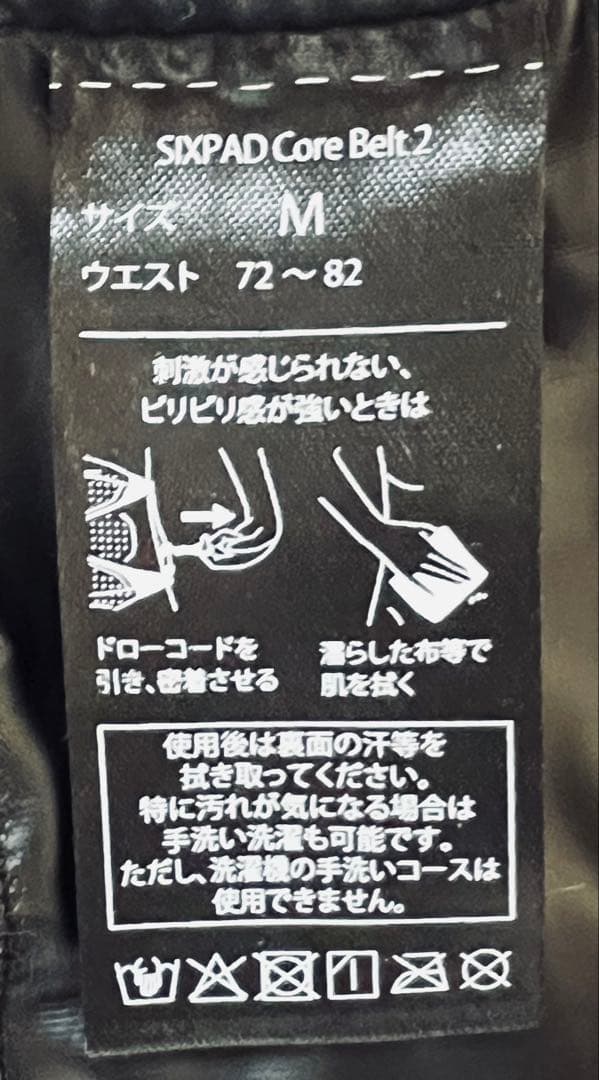 SIXPAD Core Belt 2
サイズ M
ウエスト 72～82
刺激が感じられない、
ピリピリ感が強いときは
ドローコードを
引き、密着させる
濡らした布等で
肌を拭く
使用後は裏面の汗等を
拭き取ってください。
特に汚れが気になる場合は
手洗い洗濯も可能です。
ただし、洗濯機の手洗いコースは
使用できません。